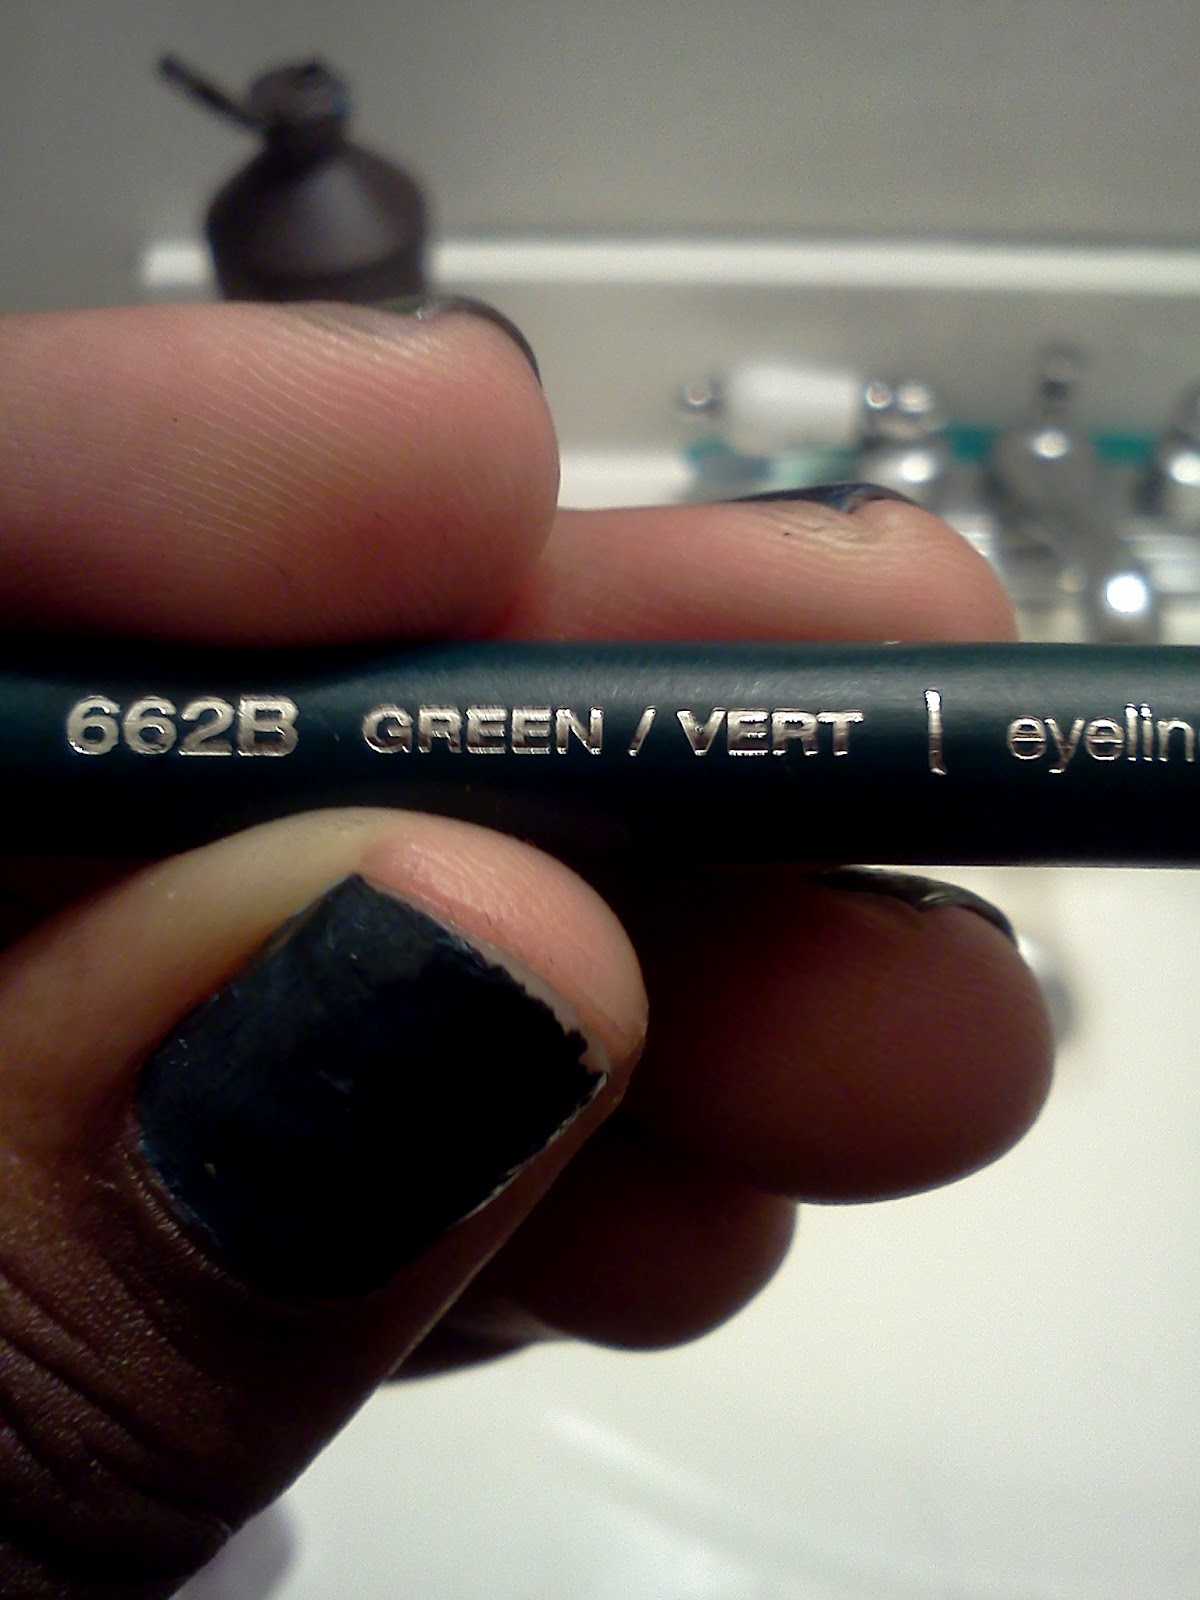 662B GREEN / VERT | eyelin